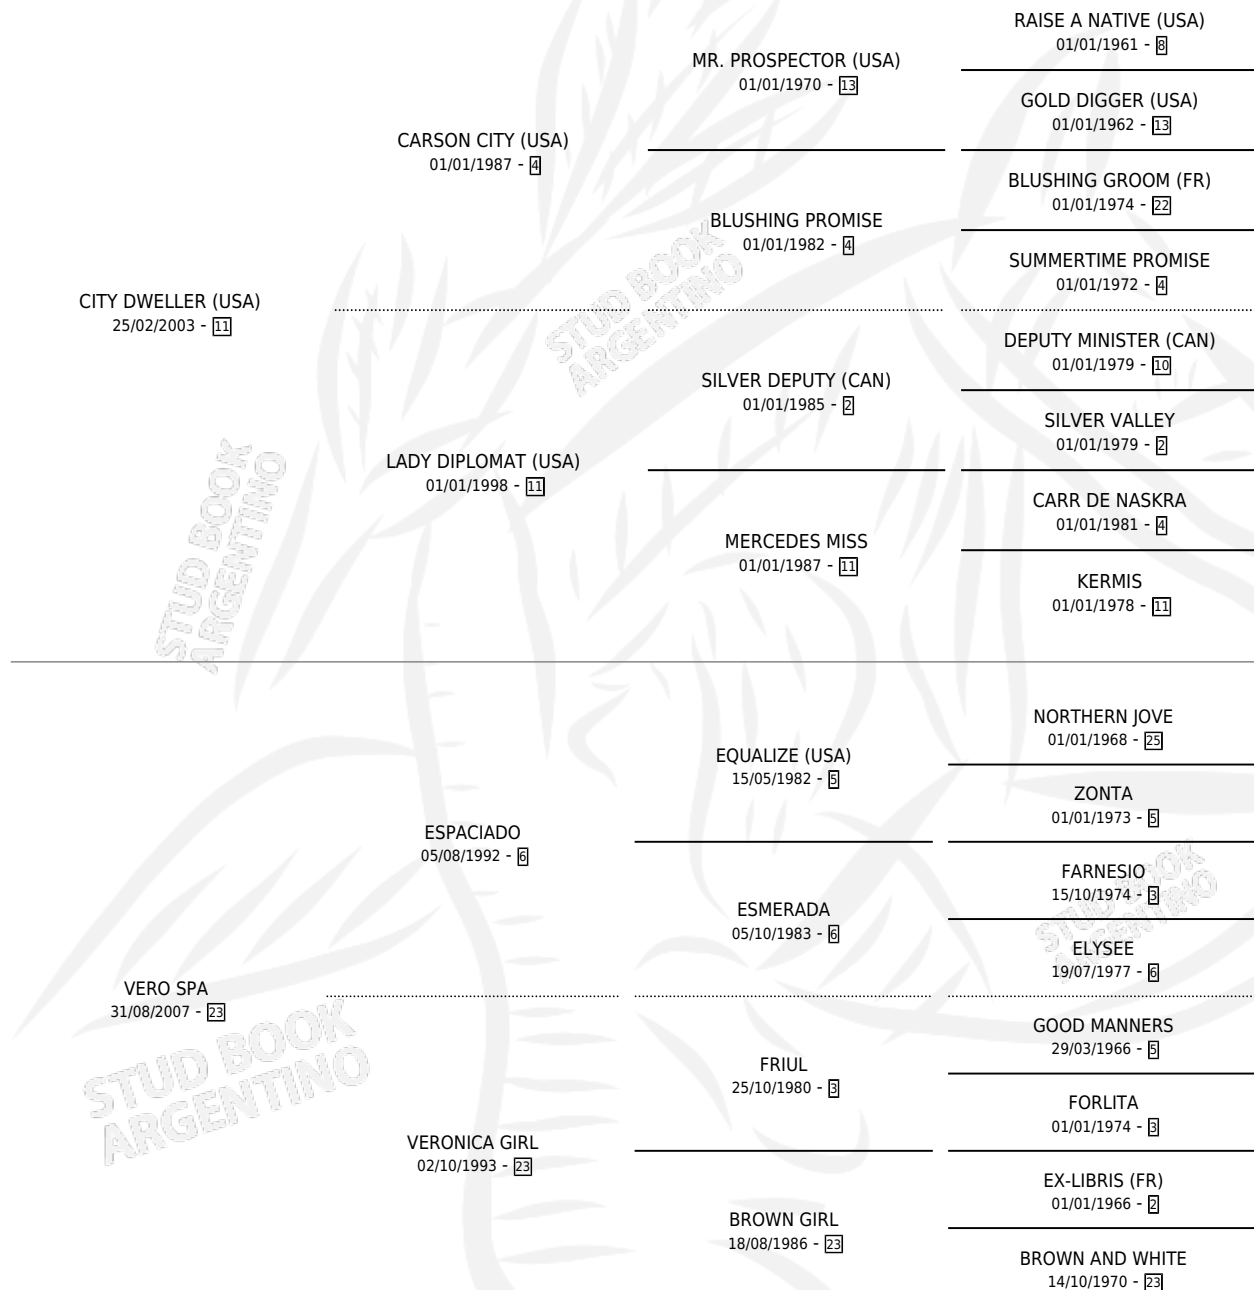 RAISE A NATIVE (USA)
01/01/1961 - 8
MR. PROSPECTOR (USA)
01/01/1970 - 13
GOLD DIGGER (USA)
01/01/1962 - 13
CARSON CITY (USA)
01/01/1987 - 4
BLUSHING GROOM (FR)
01/01/1974 - 22
BLUSHING PROMISE
01/01/1982 - 4
SUMMERTIME PROMISE
01/01/1972 - 4
CITY DWELLER (USA)
25/02/2003 - 11
STUD BOOK
ARGENTINO
DEPUTY MINISTER (CAN)
01/01/1979 - 10
SILVER DEPUTY (CAN)
01/01/1985 - 2
SILVER VALLEY
01/01/1979 - 2
LADY DIPLOMAT (USA)
01/01/1998 - 11
CARR DE NASKRA
01/01/1981 - 4
MERCEDES MISS
01/01/1987 - 11
KERMIS
01/01/1978 - 11
STUD BOOK
ARGENTINO
NORTHERN JOVE
01/01/1968 - 25
EQUALIZE (USA)
15/05/1982 - 5
ZONTA
01/01/1973 - 5
ESPACIADO
05/08/1992 - 6
FARNESIO
15/10/1974 - 3
ESMERADA
05/10/1983 - 6
STUD BOOK
ARGENTINO
ELYSEE
19/07/1977 - 6
VERO SPA
31/08/2007 - 23
STUD BOOK
ARGENTINO
GOOD MANNERS
29/03/1966 - 5
FRIUL
25/10/1980 - 3
FORLITA
01/01/1974 - 3
VERONICA GIRL
02/10/1993 - 23
EX-LIBRIS (FR)
01/01/1966 - 2
BROWN GIRL
18/08/1986 - 23
BROWN AND WHITE
14/10/1970 - 23